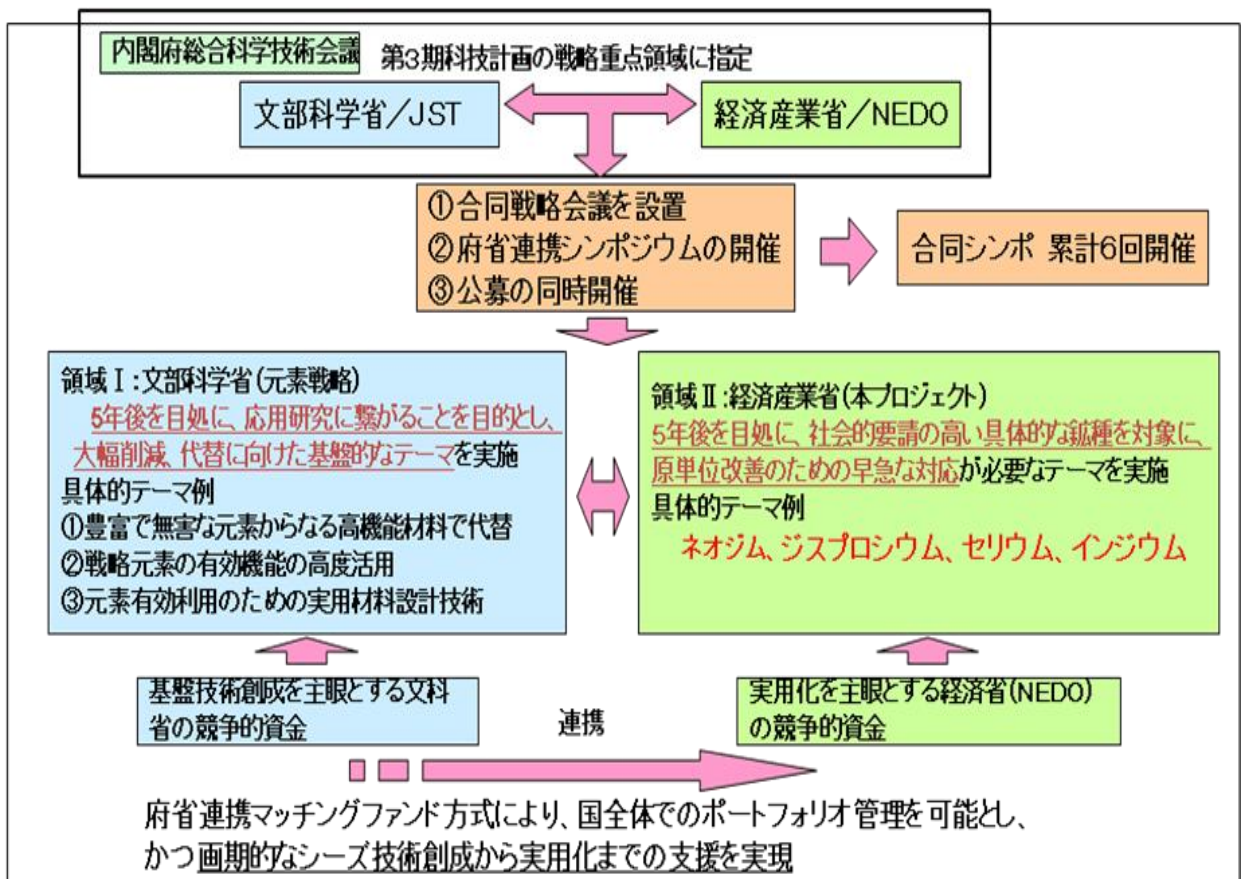 内閣府総合科学技術会議
第3期科技計画の戦略重点領域に指定
文部科学省／JST
経済産業省／NEDO
①合同戦略会議を設置
②府省連携シンポジウムの開催
③公募の同時開催
合同シンポ 累計6回開催
領域Ⅰ:文部科学省(元素戦略)
5年後を目処に、応用研究に繋がることを目的とし、
大幅削減、代替に向けた基盤的なテーマを実施
具体的テーマ例
①豊富で無害な元素からなる高機能材料で代替
②戦略元素の有効機能の高度活用
③元素有効利用のための実用材料設計技術
領域Ⅱ:経済産業省(本プロジェクト)
5年後を目処に、社会的要請の高い具体的な鉱種を対象に、
原単位改善のための早急な対応が必要なテーマを実施
具体的テーマ例
ネオジム、ジスプロシウム、セリウム、インジウム
基盤技術創成を主眼とする文科
省の競争的資金
連携
実用化を主眼とする経済省(NEDO)
の競争的資金
府省連携マッチングファンド方式により、国全体でのポートフォリオ管理を可能とし、
かつ画期的なシーズ技術創成から実用化までの支援を実現